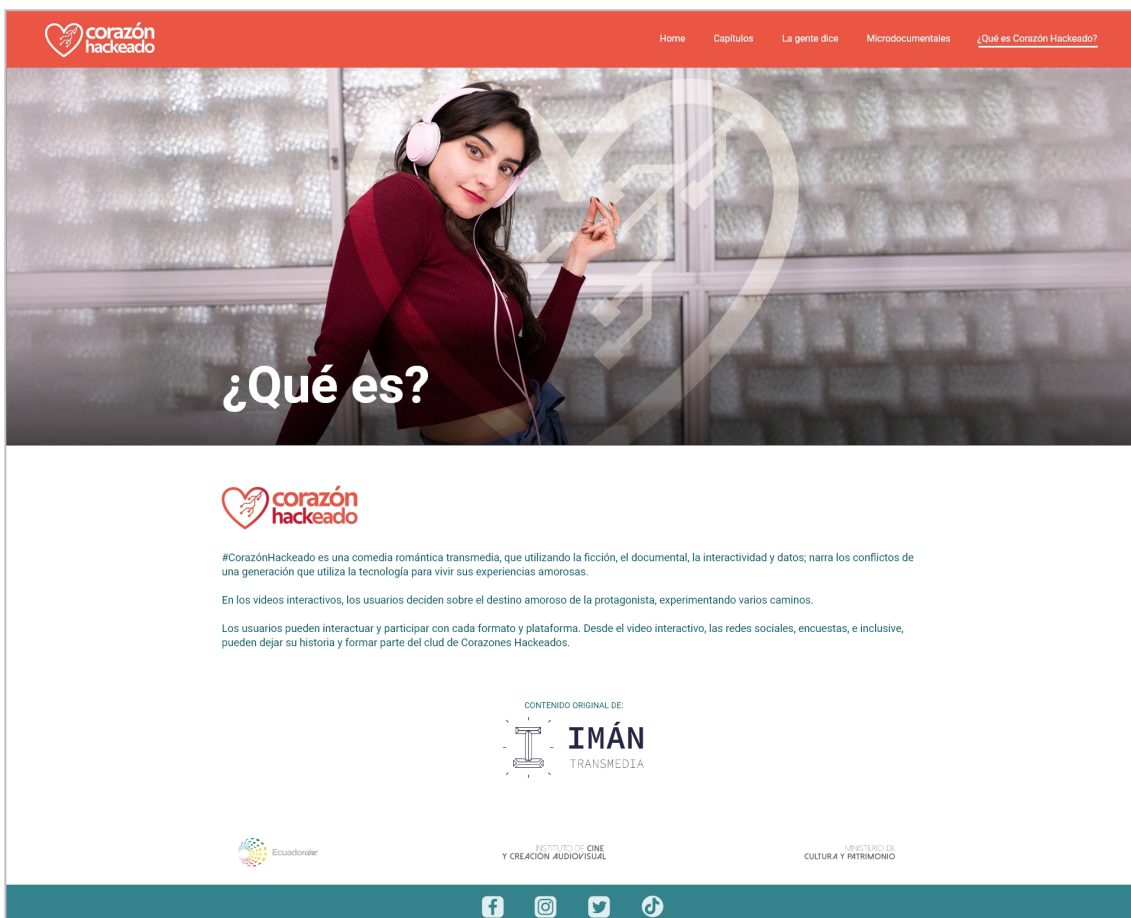 corazón
hackeado
Home Capítulos La gente dice Microdocumentales ¿Qué es Corazón Hackeado?
¿Qué es?
corazón
hackeado
#CorazónHackeado es una comedia romántica transmedia, que utilizando la ficción, el documental, la interactividad y datos; narra los conflictos de
una generación que utiliza la tecnología para vivir sus experiencias amorosas.
En los videos interactivos, los usuarios deciden sobre el destino amoroso de la protagonista, experimentando varios caminos.
Los usuarios pueden interactuar y participar con cada formato y plataforma. Desde el video interactivo, las redes sociales, encuestas, e inclusive,
pueden dejar su historia y formar parte del clud de Corazones Hackeados.
CONTENIDO ORIGINAL DE:
IMÁN
TRANSMEDIA
Ecuadorcine
INSTITUTO DE CINE
Y CREACIÓN AUDIOVISUAL
MINISTERIO DE
CULTURA Y PATRIMONIO